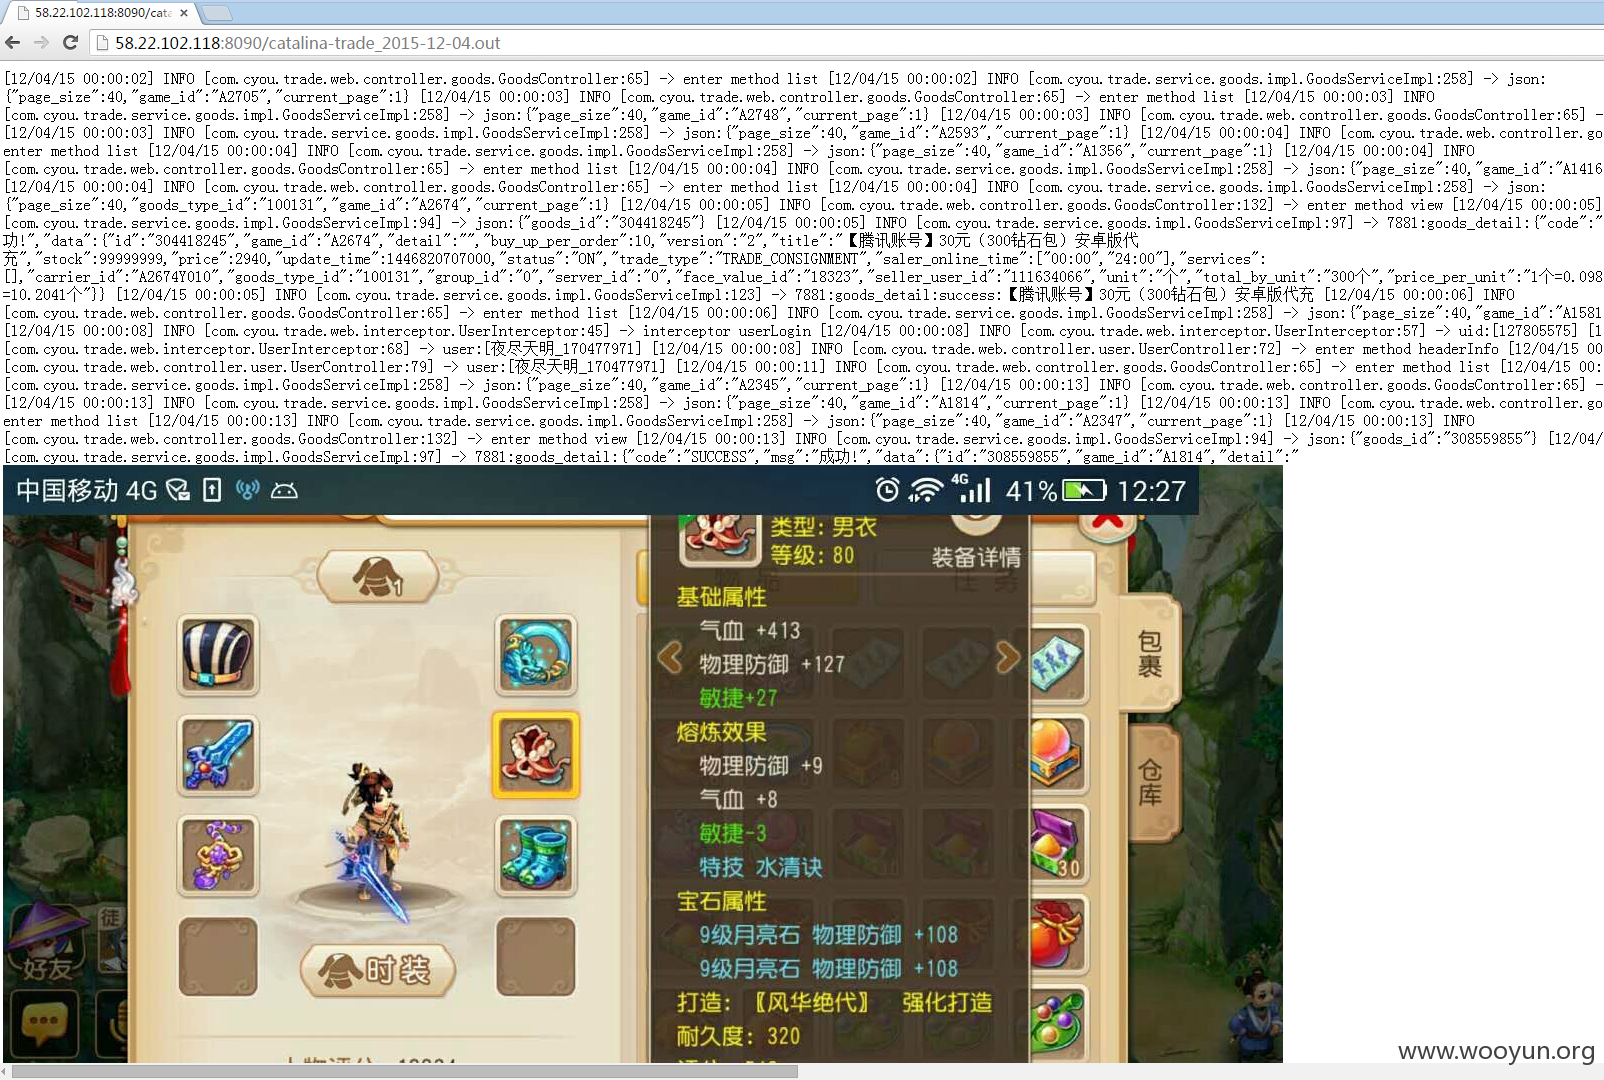 58.22.102.118:8090/cata
58.22.102.118:8090/catalina-trade_2015-12-04.out
[12/04/15 00:00:02] INFO [com.cyou.trade.web.controller.goods.GoodsController:65] -> enter method list [12/04/15 00:00:02] INFO [com.cyou.trade.service.goods.impl.GoodsServiceImpl:258] -> json:
{"page_size":40,"game_id":"A2705","current_page":1} [12/04/15 00:00:03] INFO [com.cyou.trade.web.controller.goods.GoodsController:65] -> enter method list [12/04/15 00:00:03] INFO
[com.cyou.trade.service.goods.impl.GoodsServiceImpl:258] -> json:{"page_size":40,"game_id":"A2748","current_page":1} [12/04/15 00:00:03] INFO [com.cyou.trade.web.controller.goods.GoodsController:65] -
[12/04/15 00:00:03] INFO [com.cyou.trade.service.goods.impl.GoodsServiceImpl:258] -> json:{"page_size":40,"game_id":"A2593","current_page":1} [12/04/15 00:00:04] INFO [com.cyou.trade.web.controller.go
enter method list [12/04/15 00:00:04] INFO [com.cyou.trade.service.goods.impl.GoodsServiceImpl:258] -> json:{"page_size":40,"game_id":"A1356","current_page":1} [12/04/15 00:00:04] INFO
[com.cyou.trade.web.controller.goods.GoodsController:65] -> enter method list [12/04/15 00:00:04] INFO [com.cyou.trade.service.goods.impl.GoodsServiceImpl:258] -> json:{"page_size":40,"game_id":"A1416
[12/04/15 00:00:04] INFO [com.cyou.trade.web.controller.goods.GoodsController:65] -> enter method list [12/04/15 00:00:04] INFO [com.cyou.trade.service.goods.impl.GoodsServiceImpl:258] -> json:
{"page_size":40,"goods_type_id":"100131","game_id":"A2674","current_page":1} [12/04/15 00:00:05] INFO [com.cyou.trade.web.controller.goods.GoodsController:132] -> enter method view [12/04/15 00:00:05]
[com.cyou.trade.service.goods.impl.GoodsServiceImpl:94] -> json:{"goods_id":"304418245"} [12/04/15 00:00:05] INFO [com.cyou.trade.service.goods.impl.GoodsServiceImpl:97] -> 7881:goods_detail:{"code":"
功!","data":{"id":"304418245","game_id":"A2674","detail":"","buy_up_per_order":10,"version":"2","title":"【腾讯账号】30元（300钻石包）安卓版代
充","stock":99999999,"price":2940,"update_time":1446820707000,"status":"ON","trade_type":"TRADE_CONSIGNMENT","saler_online_time":["00:00","24:00"],"services":
[],"carrier_id":"A2674Y010","goods_type_id":"100131","group_id":"0","server_id":"0","face_value_id":"18323","seller_user_id":"111634066","unit":"个","total_by_unit":"300个","price_per_unit":"1个=0.098
=10.2041个"}} [12/04/15 00:00:05] INFO [com.cyou.trade.service.goods.impl.GoodsServiceImpl:123] -> 7881:goods_detail:success:【腾讯账号】30元（300钻石包）安卓版代充 [12/04/15 00:00:06] INFO
[com.cyou.trade.web.controller.goods.GoodsController:65] -> enter method list [12/04/15 00:00:06] INFO [com.cyou.trade.service.goods.impl.GoodsServiceImpl:258] -> json:{"page_size":40,"game_id":"A1581
[12/04/15 00:00:08] INFO [com.cyou.trade.web.interceptor.UserInterceptor:45] -> interceptor userLogin [12/04/15 00:00:08] INFO [com.cyou.trade.web.interceptor.UserInterceptor:57] -> uid:[127805575] [1
[com.cyou.trade.web.interceptor.UserInterceptor:68] -> user:[夜尽天明_170477971] [12/04/15 00:00:08] INFO [com.cyou.trade.web.controller.user.UserController:72] -> enter method headerInfo [12/04/15 00
[com.cyou.trade.web.controller.user.UserController:79] -> user:[夜尽天明_170477971] [12/04/15 00:00:11] INFO [com.cyou.trade.web.controller.goods.GoodsController:65] -> enter method list [12/04/15 00:
[com.cyou.trade.service.goods.impl.GoodsServiceImpl:258] -> json:{"page_size":40,"game_id":"A2345","current_page":1} [12/04/15 00:00:13] INFO [com.cyou.trade.web.controller.goods.GoodsController:65] -
[12/04/15 00:00:13] INFO [com.cyou.trade.service.goods.impl.GoodsServiceImpl:258] -> json:{"page_size":40,"game_id":"A1814","current_page":1} [12/04/15 00:00:13] INFO [com.cyou.trade.web.controller.go
enter method list [12/04/15 00:00:13] INFO [com.cyou.trade.service.goods.impl.GoodsServiceImpl:258] -> json:{"page_size":40,"game_id":"A2347","current_page":1} [12/04/15 00:00:13] INFO
[com.cyou.trade.web.controller.goods.GoodsController:132] -> enter method view [12/04/15 00:00:13] INFO [com.cyou.trade.service.goods.impl.GoodsServiceImpl:94] -> json:{"goods_id":"308559855"} [12/04/
[com.cyou.trade.service.goods.impl.GoodsServiceImpl:97] -> 7881:goods_detail:{"code":"SUCCESS","msg":"成功!","data":{"id":"308559855","game_id":"A1814","detail":"
中国移动 4G 4G 41% 12:27
类型: 男衣
等级: 80
装备详情
1
基础属性
气血 +413
物理防御 +127
敏捷+27
熔炼效果
物理防御 +9
气血 +8
敏捷-3
特技 水清诀
宝石属性
9级月亮石 物理防御 +108
9级月亮石 物理防御 +108
打造: 〖风华绝代〗 强化打造
耐久度: 320
包裹
仓库
30
徒
好友
时装
www.wooyun.org